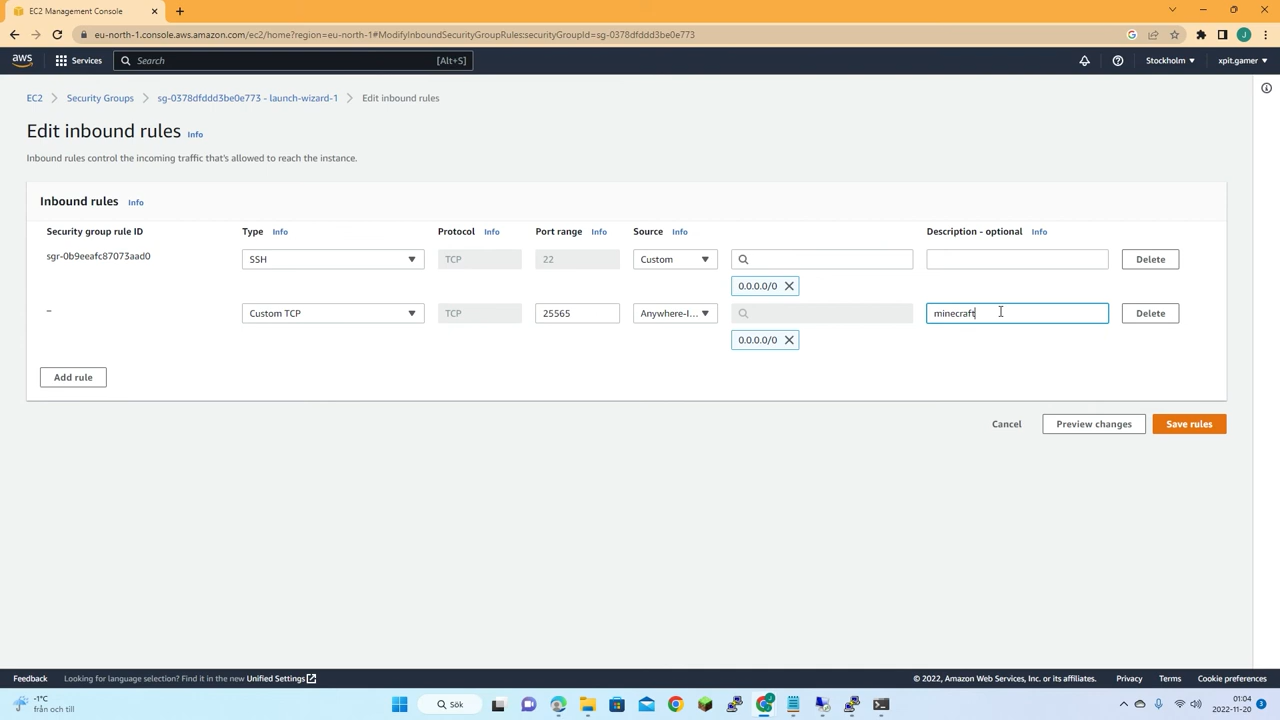 EC2 Management Console
eu-north-1.console.aws.amazon.com/ec2/home?region=eu-north-1#ModifyInboundSecurityGroupRules:securityGroupId=sg-0378dfddd3be0e773
G
J
aws
Services
Search
[Alt+S]
Stockholm
xpit.gamer
EC2
Security Groups
sg-0378dfddd3be0e773 - launch-wizard-1
Edit inbound rules
Edit inbound rules
Info
Inbound rules control the incoming traffic that's allowed to reach the instance.
Inbound rules
Info
Security group rule ID
Type
Info
Protocol
Info
Port range
Info
Source
Info
Description - optional
Info
sgr-0b9eeafc87073aad0
SSH
TCP
22
Custom
Delete
0.0.0.0/0
–
Custom TCP
TCP
25565
Anywhere-I...
minecraft
Delete
0.0.0.0/0
Add rule
Cancel
Preview changes
Save rules
Feedback
Looking for language selection? Find it in the new Unified Settings
© 2022, Amazon Web Services, Inc. or its affiliates.
Privacy
Terms
Cookie preferences
-1°C
från och till
Sök
01:04
2022-11-20
3